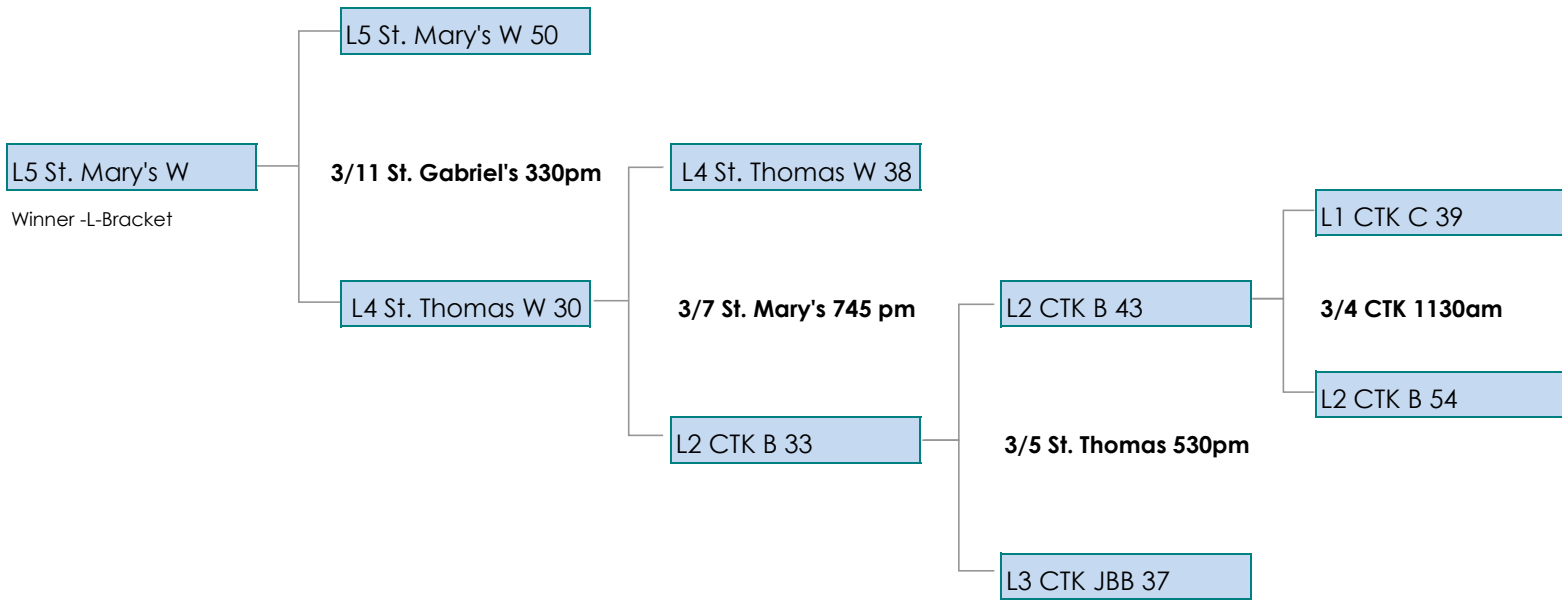 L5 St. Mary's W 50
L5 St. Mary's W
3/11 St. Gabriel's 330pm
L4 St. Thomas W 38
Winner -L-Bracket
L1 CTK C 39
L4 St. Thomas W 30
3/7 St. Mary's 745 pm
L2 CTK B 43
3/4 CTK 1130am
L2 CTK B 54
L2 CTK B 33
3/5 St. Thomas 530pm
L3 CTK JBB 37